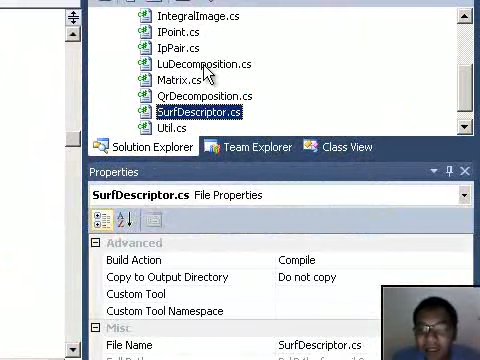 IntegralImage.cs
IPoint.cs
IpPair.cs
LuDecomposition.cs
Matrix.cs
QrDecomposition.cs
SurfDescriptor.cs
Util.cs
Solution Explorer Team Explorer Class View
Properties
SurfDescriptor.cs File Properties
Advanced
Build Action Compile
Copy to Output Directory Do not copy
Custom Tool
Custom Tool Namespace
Misc
File Name SurfDescriptor.cs